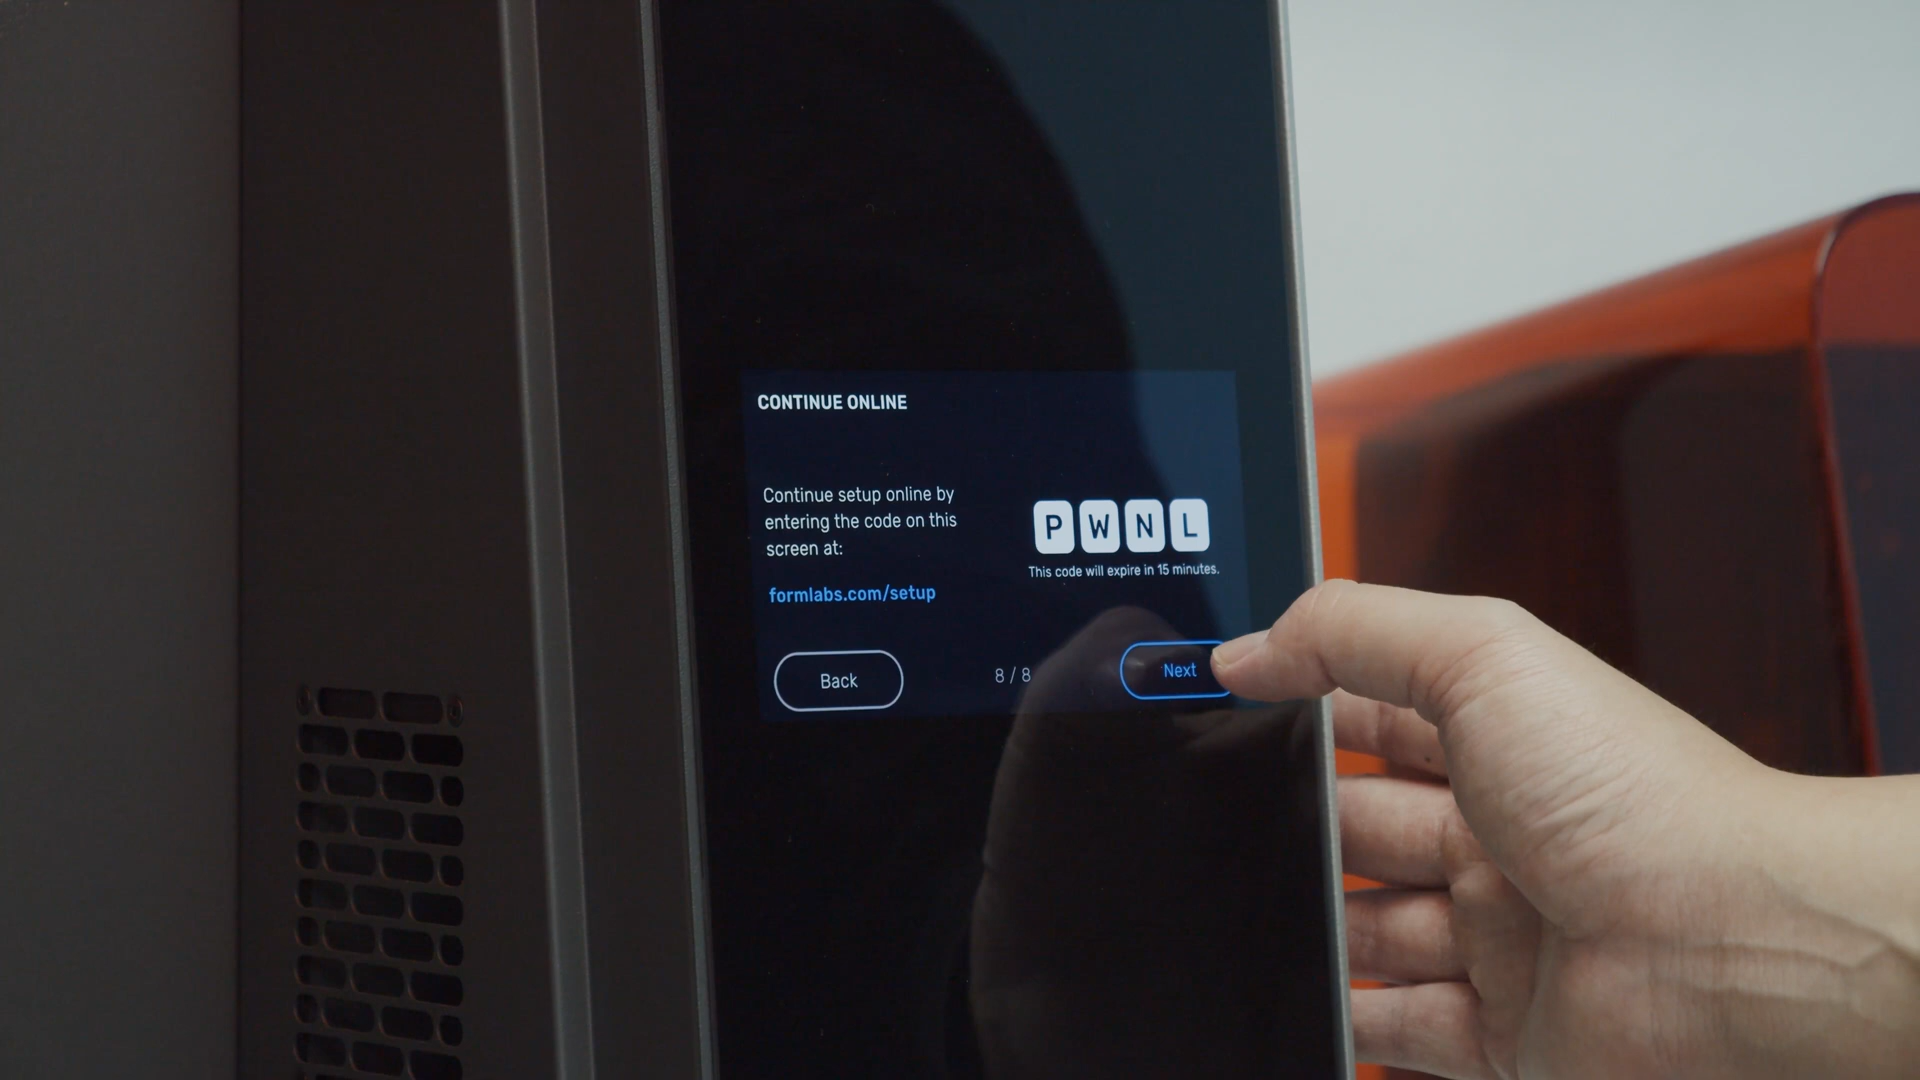 CONTINUE ONLINE
Continue setup online by
entering the code on this
screen at:
formlabs.com/setup
PWNL
This code will expire in 15 minutes.
Back
8 / 8
Next